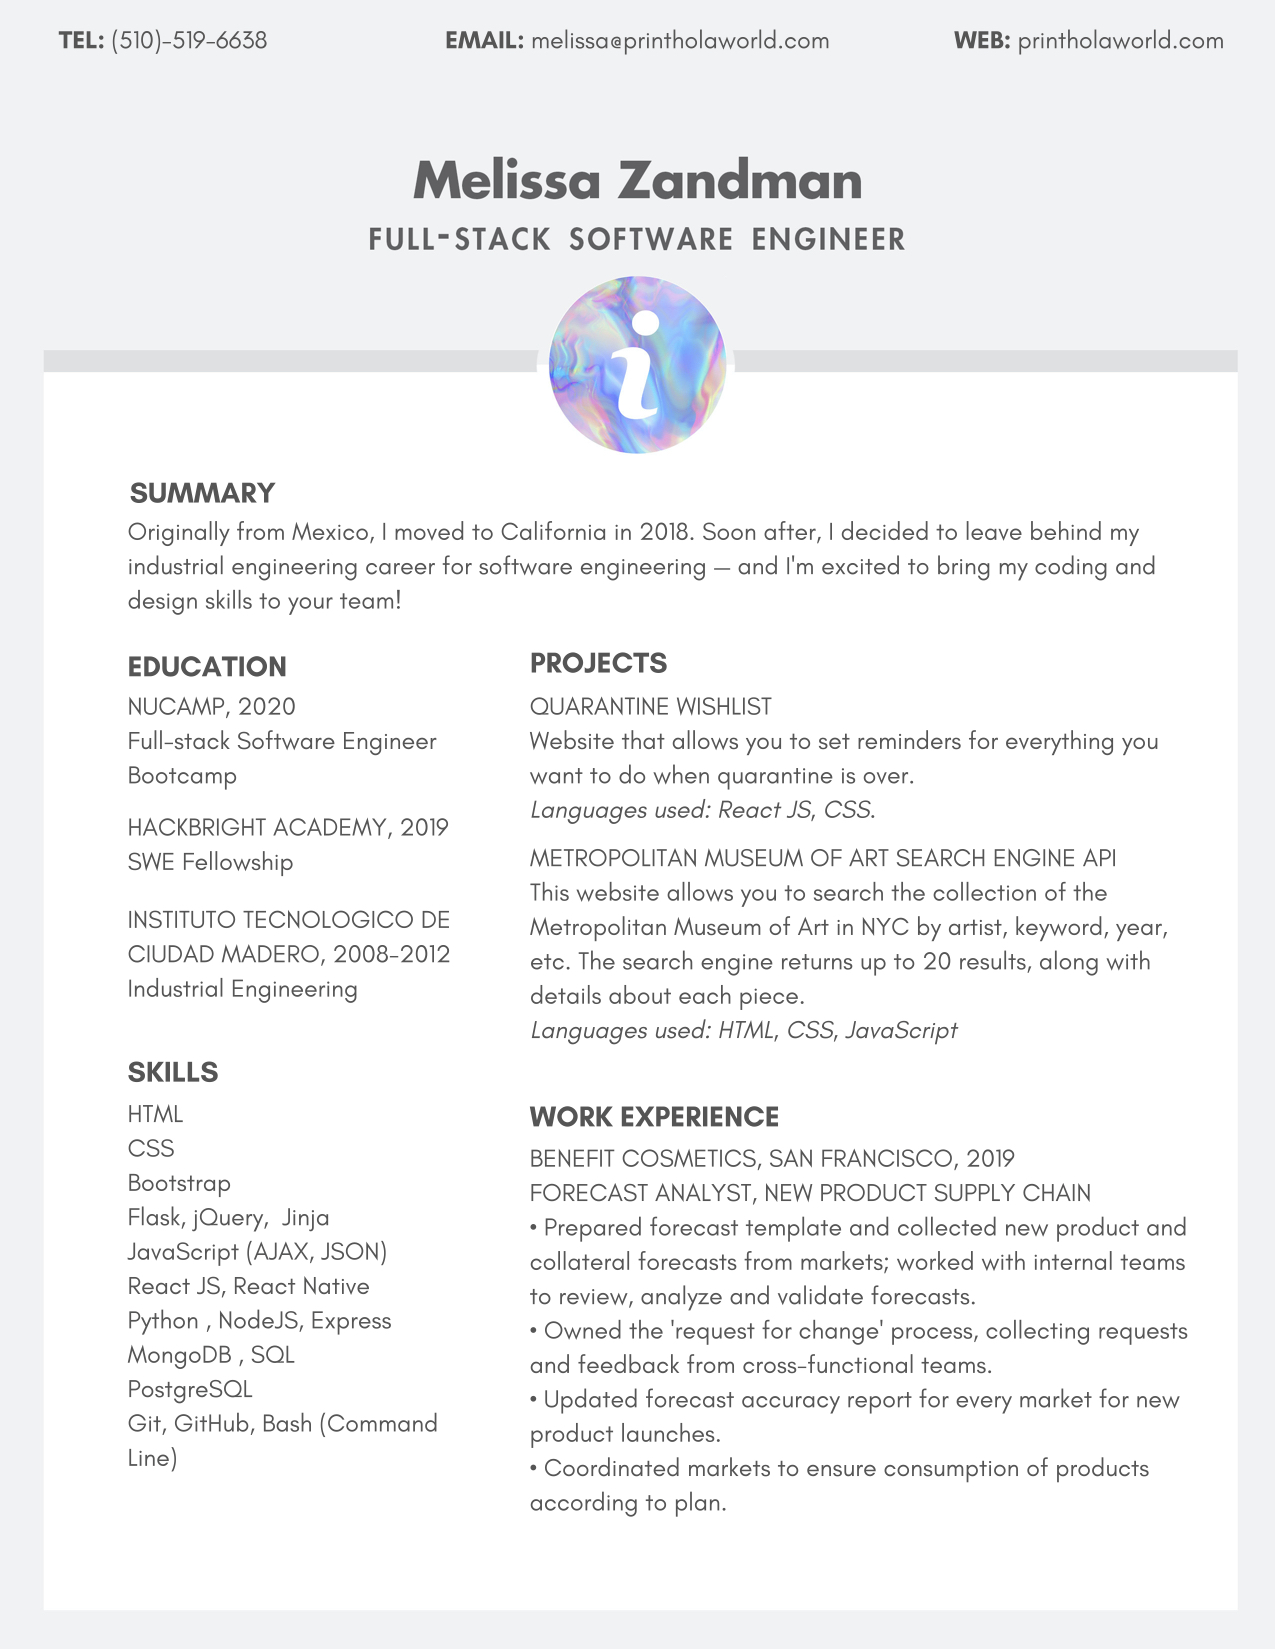 TEL: (510)-519-6638
EMAIL: melissa@printholaworld.com
WEB: printholaworld.com
Melissa Zandman
FULL-STACK SOFTWARE ENGINEER
i
SUMMARY
Originally from Mexico, I moved to California in 2018. Soon after, I decided to leave behind my
industrial engineering career for software engineering — and I'm excited to bring my coding and
design skills to your team!
EDUCATION
NUCAMP, 2020
Full-stack Software Engineer
Bootcamp
HACKBRIGHT ACADEMY, 2019
SWE Fellowship
INSTITUTO TECNOLOGICO DE
CIUDAD MADERO, 2008-2012
Industrial Engineering
SKILLS
HTML
CSS
Bootstrap
Flask, jQuery,  Jinja
JavaScript (AJAX, JSON)
React JS, React Native
Python , NodeJS, Express
MongoDB , SQL
PostgreSQL
Git, GitHub, Bash (Command
Line)
PROJECTS
QUARANTINE WISHLIST
Website that allows you to set reminders for everything you
want to do when quarantine is over.
Languages used: React JS, CSS.
METROPOLITAN MUSEUM OF ART SEARCH ENGINE API
This website allows you to search the collection of the
Metropolitan Museum of Art in NYC by artist, keyword, year,
etc. The search engine returns up to 20 results, along with
details about each piece.
Languages used: HTML, CSS, JavaScript
WORK EXPERIENCE
BENEFIT COSMETICS, SAN FRANCISCO, 2019
FORECAST ANALYST, NEW PRODUCT SUPPLY CHAIN
• Prepared forecast template and collected new product and
collateral forecasts from markets; worked with internal teams
to review, analyze and validate forecasts.
• Owned the 'request for change' process, collecting requests
and feedback from cross-functional teams.
• Updated forecast accuracy report for every market for new
product launches.
• Coordinated markets to ensure consumption of products
according to plan.